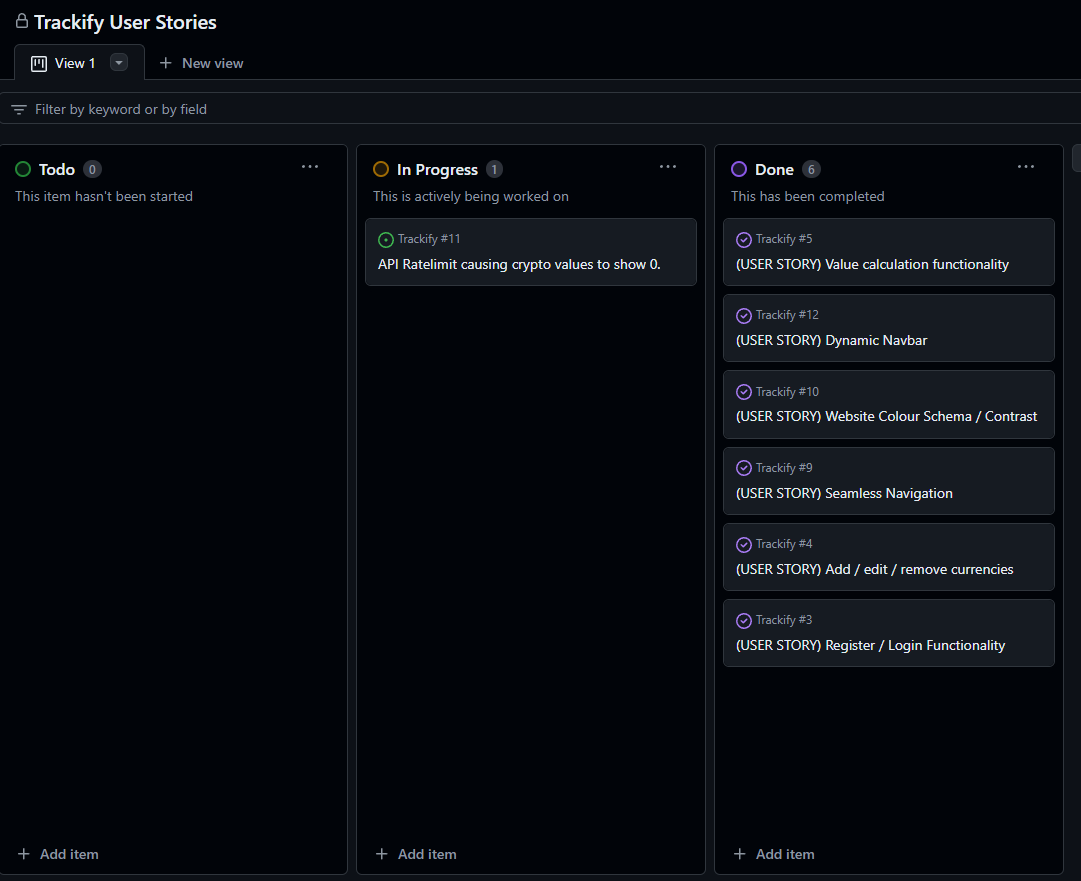 Trackify User Stories
View 1
New view
Filter by keyword or by field
Todo 0
This item hasn't been started
Add item
In Progress 1
This is actively being worked on
Trackify #11
API Ratelimit causing crypto values to show 0.
Add item
Done 6
This has been completed
Trackify #5
(USER STORY) Value calculation functionality
Trackify #12
(USER STORY) Dynamic Navbar
Trackify #10
(USER STORY) Website Colour Schema / Contrast
Trackify #9
(USER STORY) Seamless Navigation
Trackify #4
(USER STORY) Add / edit / remove currencies
Trackify #3
(USER STORY) Register / Login Functionality
Add item